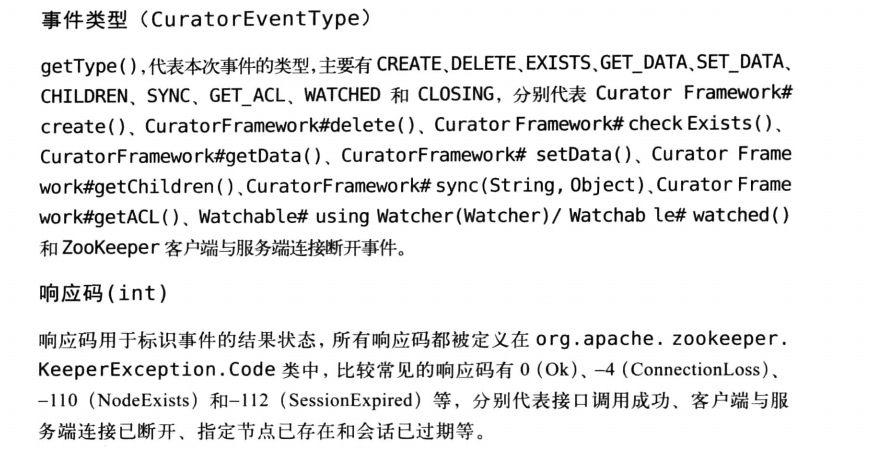 事件类型（CuratorEventType）
getType(),代表本次事件的类型,主要有 CREATE、DELETE、EXISTS、GET_DATA、SET_DATA、
CHILDREN、SYNC、GET_ACL、WATCHED 和 CLOSING, 分别代表 Curator Framework#
create()、CuratorFramework#delete()、Curator Framework# check Exists()、
CuratorFramework#getData()、CuratorFramework# setData()、Curator Frame
work#getChildren()、CuratorFramework# sync(String, Object)、Curator Frame
work#getACL()、Watchable# using Watcher(Watcher)/ Watchab le# watched()
和 ZooKeeper 客户端与服务端连接断开事件。
响应码(int)
响应码用于标识事件的结果状态，所有响应码都被定义在 org.apache. zookeeper.
KeeperException.Code 类中，比较常见的响应码有 0（Ok）、–4（ConnectionLoss）、
–110（NodeExists）和–112（SessionExpired）等，分别代表接口调用成功、客户端与服
务端连接已断开、指定节点已存在和会话已过期等。